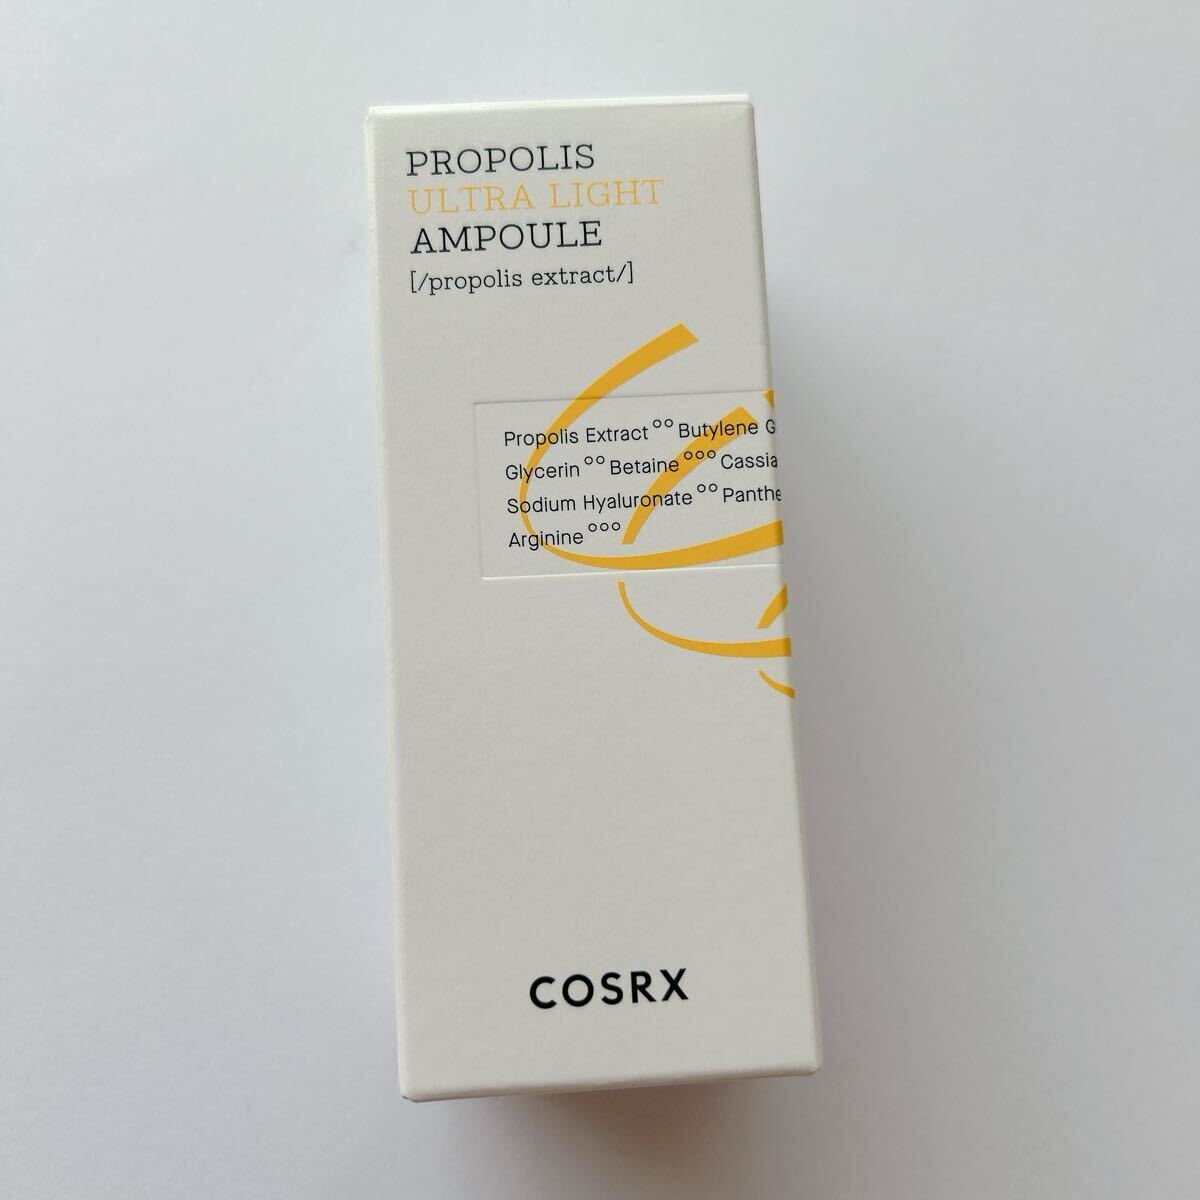 PROPOLIS
ULTRA LIGHT
AMPOULE
[/propolis extract/]
Propolis Extract°° Butylene G
Glycerin°° Betaine°°° Cassia
Sodium Hyaluronate°° Panthe
Arginine°°°
COSRX